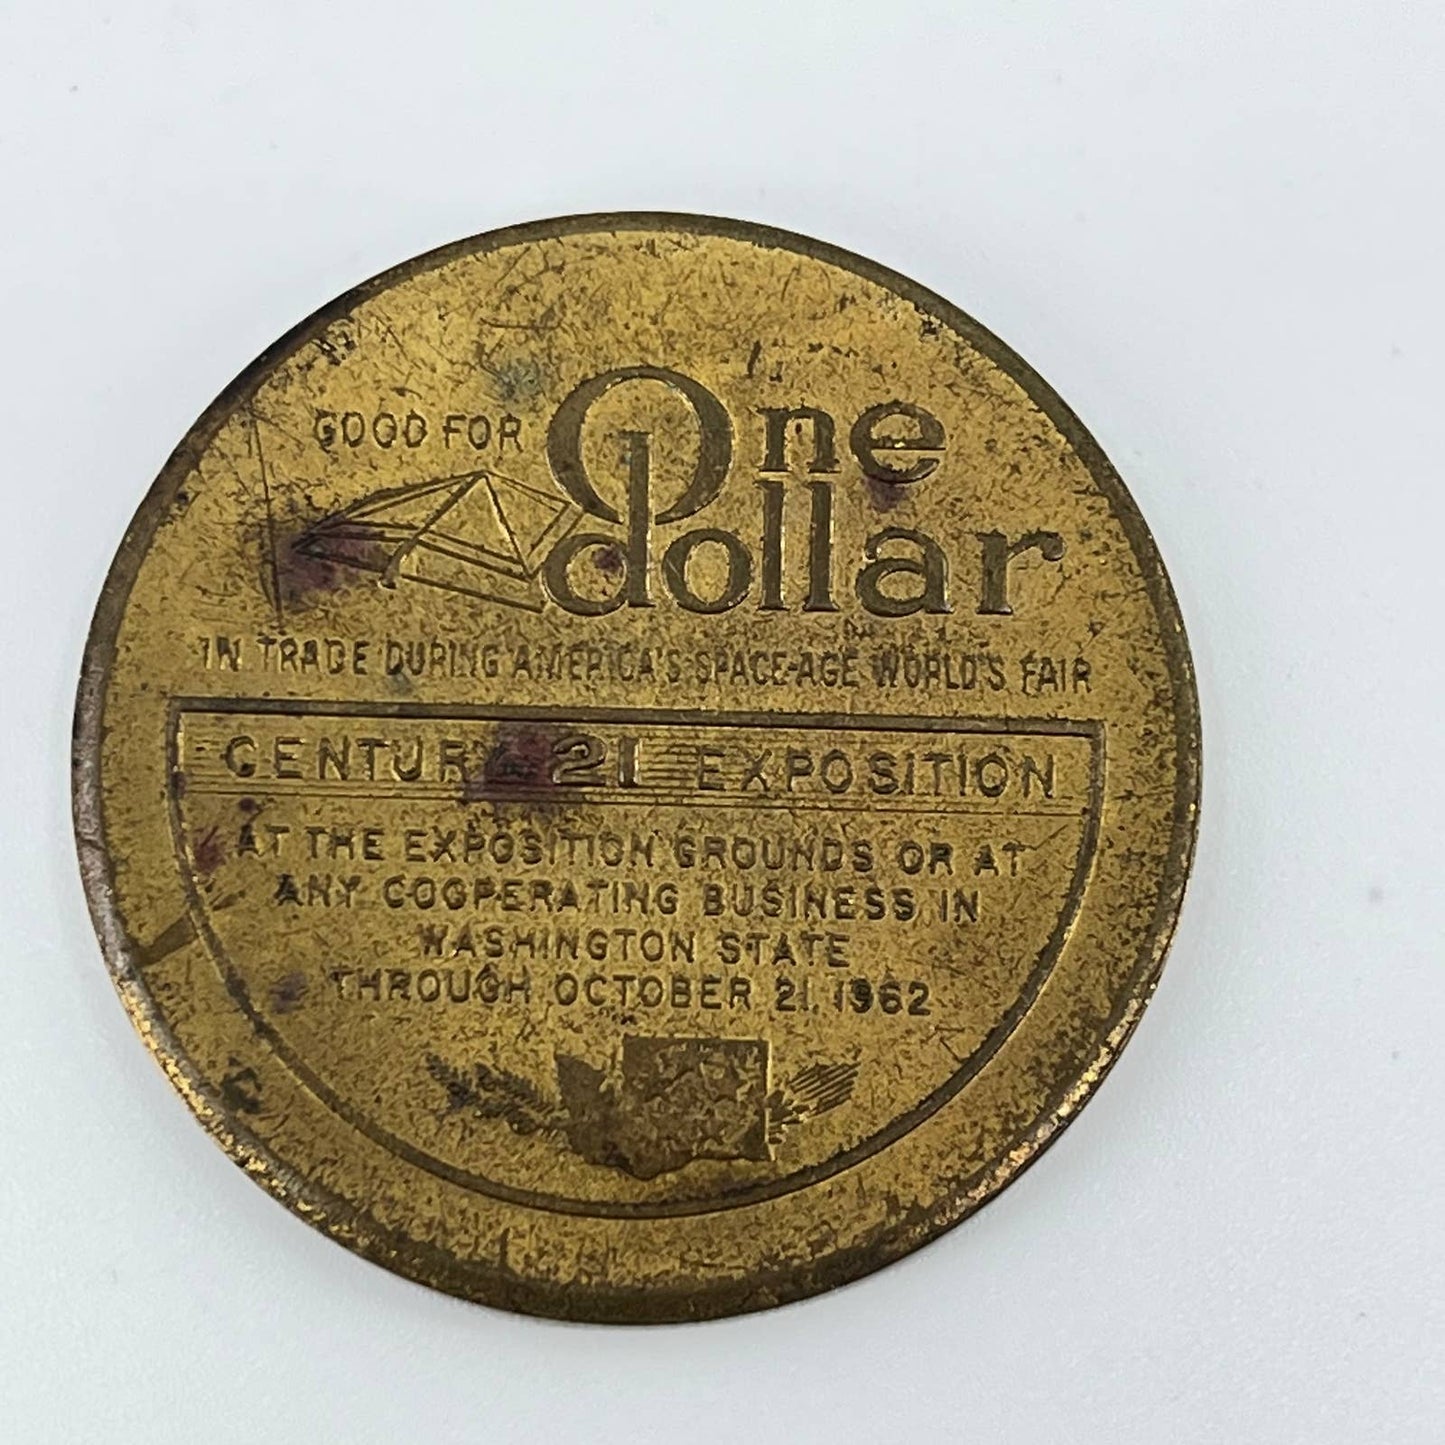 GOOD FOR One
dollar
IN TRADE DURING AMERICA'S SPACE-AGE WORLD'S FAIR
CENTURY 21 EXPOSITION
AT THE EXPOSITION GROUNDS OR AT
ANY COOPERATING BUSINESS IN
WASHINGTON STATE
THROUGH OCTOBER 21, 1962